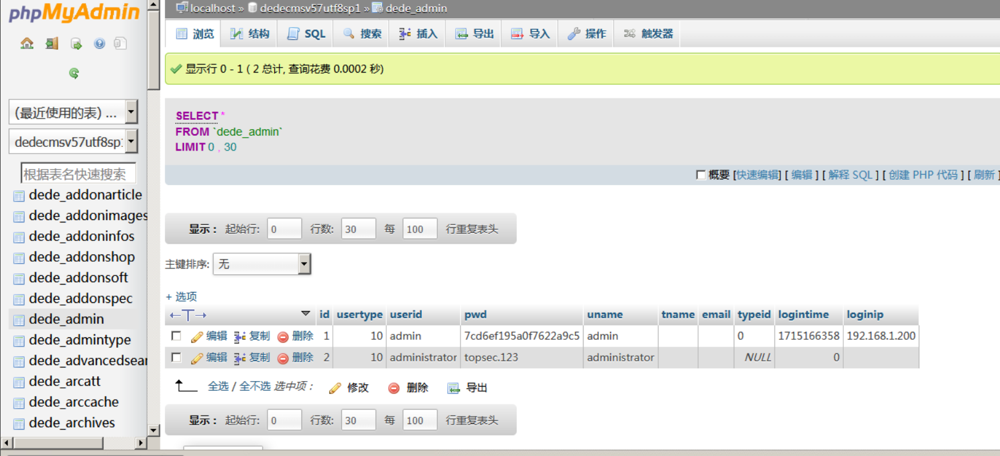 phpMyAdmin
(最近使用的表) ...
dedecmsv57utf8sp1
根据表名快速搜索
dede_addonarticle
dede_addonimages
dede_addoninfos
dede_addonshop
dede_addonsoft
dede_addonspec
dede_admin
dede_admintype
dede_advancedsear
dede_arcatt
dede_arccache
dede_archives
localhost » dedecmsv57utf8sp1 » dede_admin
浏览 结构 SQL 搜索 插入 导出 导入 操作 触发器
显示行 0 - 1 ( 2 总计, 查询花费 0.0002 秒)
SELECT *
FROM `dede_admin`
LIMIT 0 , 30
概要 [快速编辑] [ 编辑 ] [ 解释 SQL ] [ 创建 PHP 代码 ] [ 刷新 ]
显示 : 起始行: 0 行数: 30 每 100 行重复表头
主键排序: 无
+ 选项
←T→ id usertype userid pwd uname tname email typeid logintime loginip
编辑 复制 删除 1 10 admin 7cd6ef195a0f7622a9c5 admin 0 1715166358 192.168.1.200
编辑 复制 删除 2 10 administrator topsec.123 administrator NULL 0
全选 / 全不选 选中项 : 修改 删除 导出
显示 : 起始行: 0 行数: 30 每 100 行重复表头